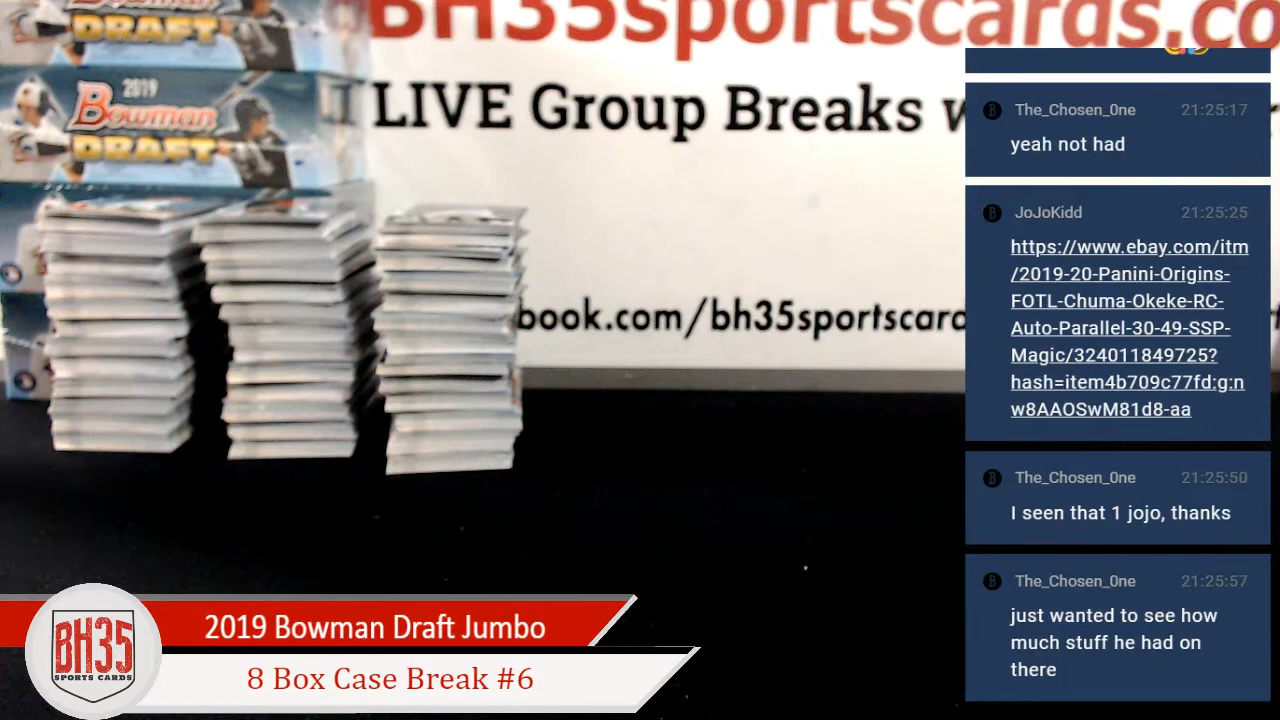 BH35sportscards.co
LIVE Group Breaks
book.com/bh35sportscard
Bowman
DRAFT
2019
Bowman
DRAFT
The_Chosen_0ne 21:25:17
yeah not had
JoJoKidd 21:25:25
https://www.ebay.com/itm
/2019-20-Panini-Origins-
FOTL-Chuma-Okeke-RC-
Auto-Parallel-30-49-SSP-
Magic/324011849725?
hash=item4b709c77fd:g:n
w8AAOSwM81d8-aa
The_Chosen_0ne 21:25:50
I seen that 1 jojo, thanks
The_Chosen_0ne 21:25:57
just wanted to see how
much stuff he had on
there
BH35
SPORTS CARDS
2019 Bowman Draft Jumbo
8 Box Case Break #6